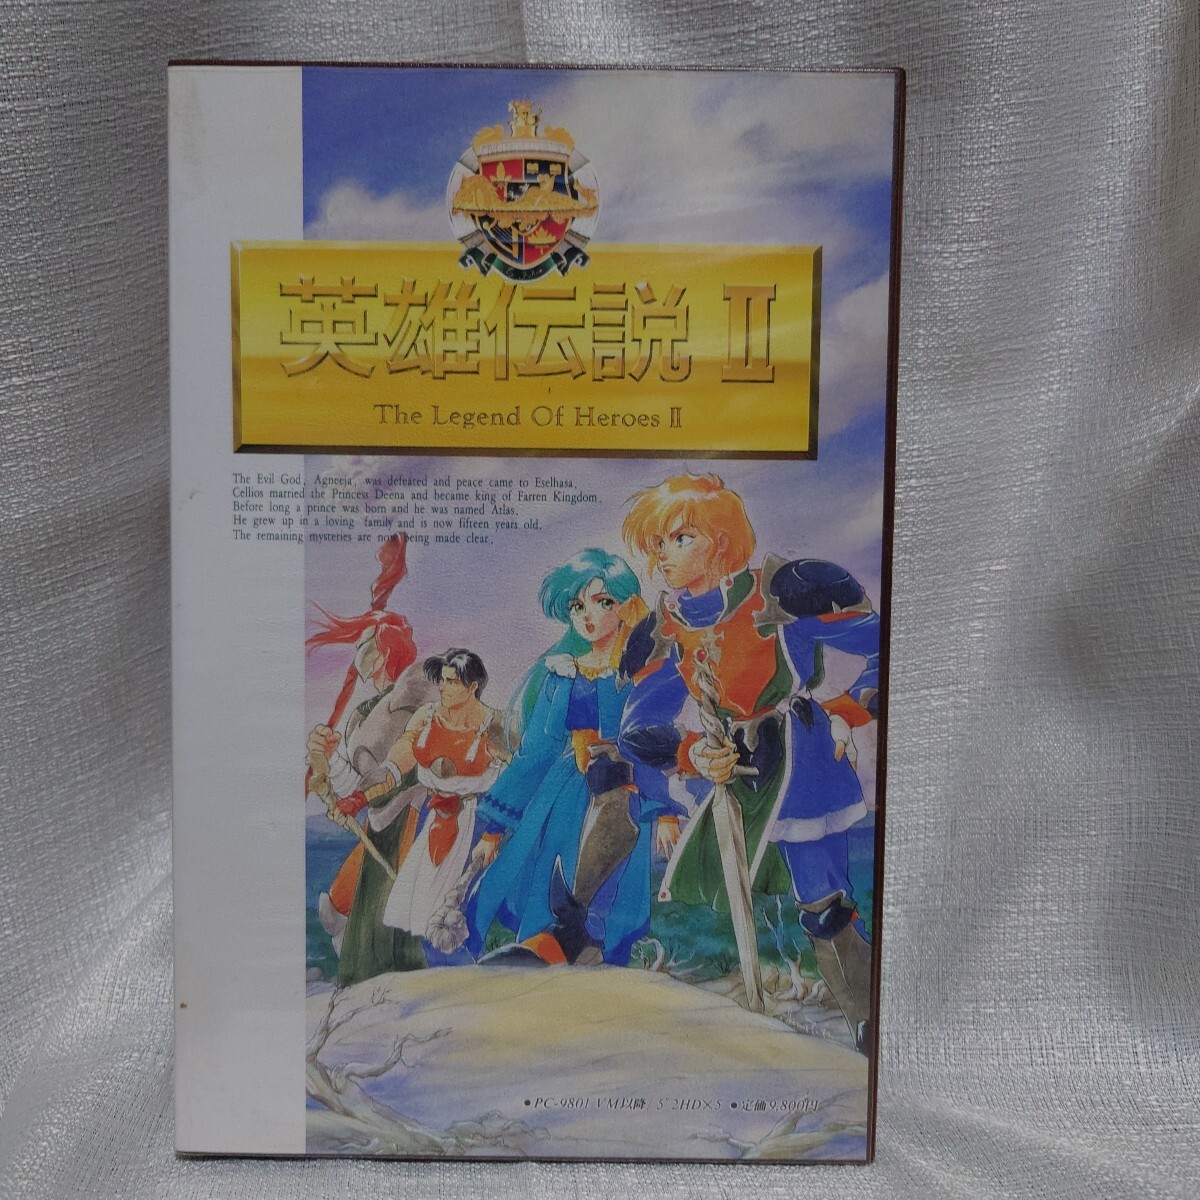 英雄伝説 II
The Legend Of Heroes II
The Evil God, Agneeja, was defeated and peace came to Eselhasa,
Cellios married the Princess Deena and became king of Farren Kingdom,
Before long a prince was born and he was named Atlas.
He grew up in a loving family and is now fifteen years old.
The remaining mysteries are now being made clear.
●PC-9801 VM以降/5"2HD×5 ●定価9,800円